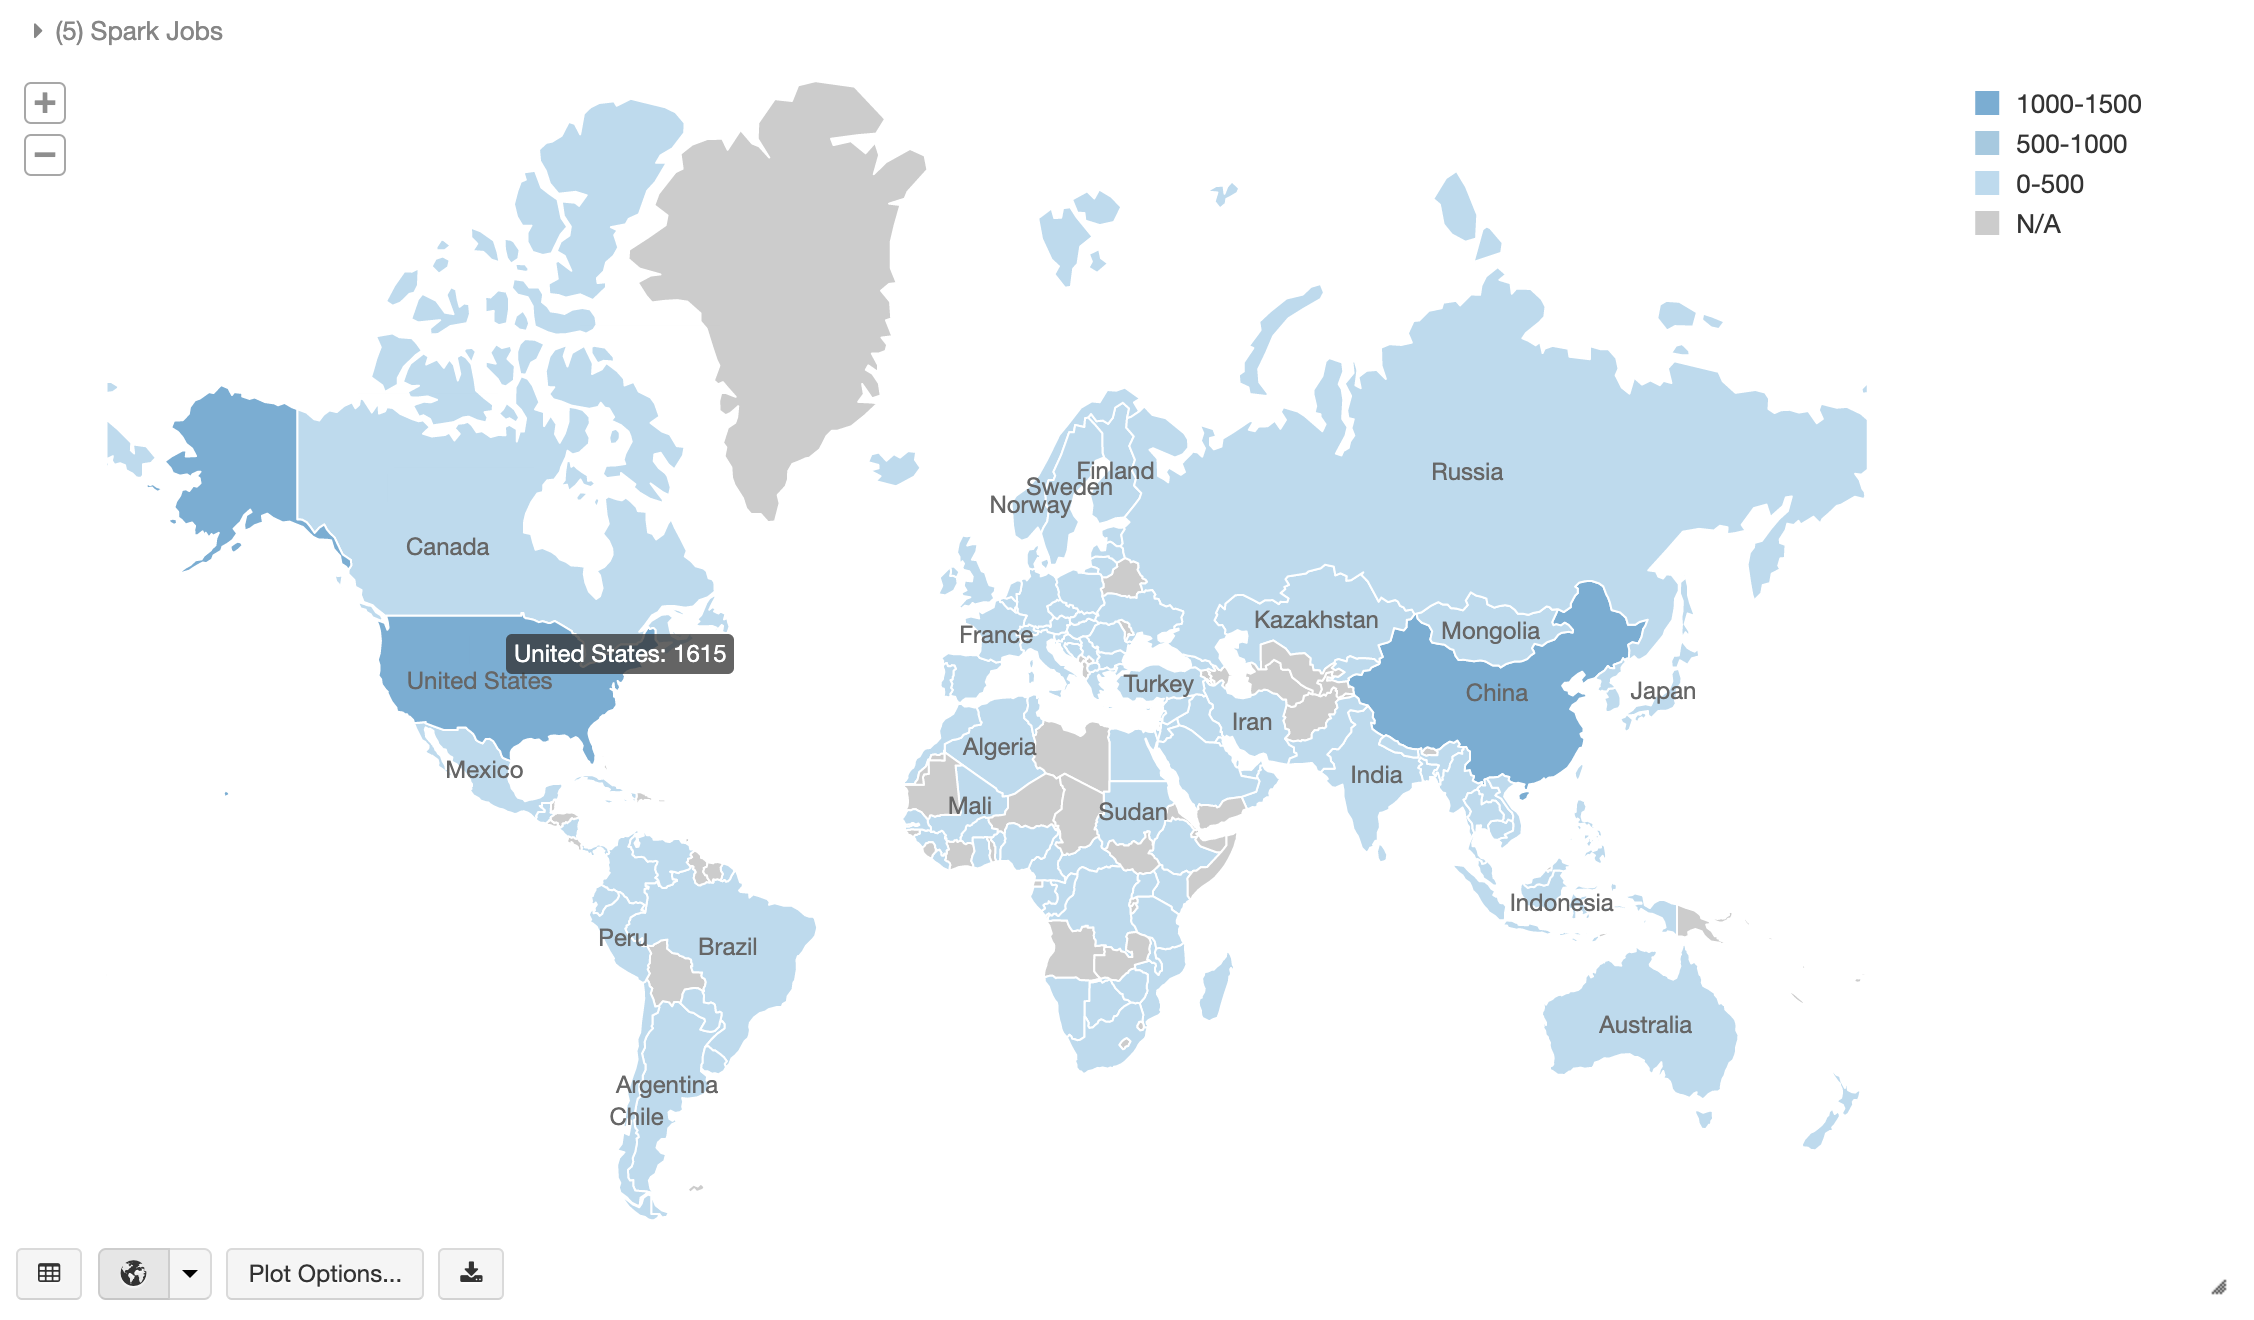 (5) Spark Jobs
+
−
1000-1500
500-1000
0-500
N/A
Finland
Sweden
Norway
Russia
Canada
Kazakhstan
Mongolia
France
United States: 1615
United States
Turkey
China
Japan
Iran
Algeria
Mexico
India
Mali
Sudan
Indonesia
Peru
Brazil
Australia
Argentina
Chile
Plot Options...